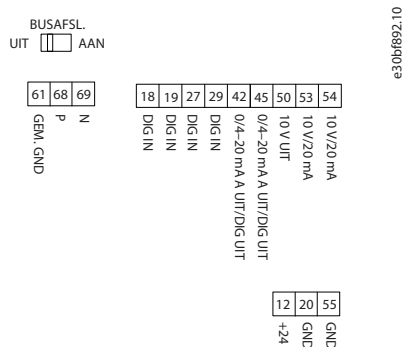 BUSAFSL.
UIT AAN
61 68 69
GEM. GND
P
N
18 19 27 29 42 45 50 53 54
DIG IN
DIG IN
DIG IN
DIG IN
0/4–20 mA A UIT/DIG UIT
0/4–20 mA A UIT/DIG UIT
10 V UIT
10 V/20 mA
10 V/20 mA
12 20 55
+24
GND
GND
e30bf892.10